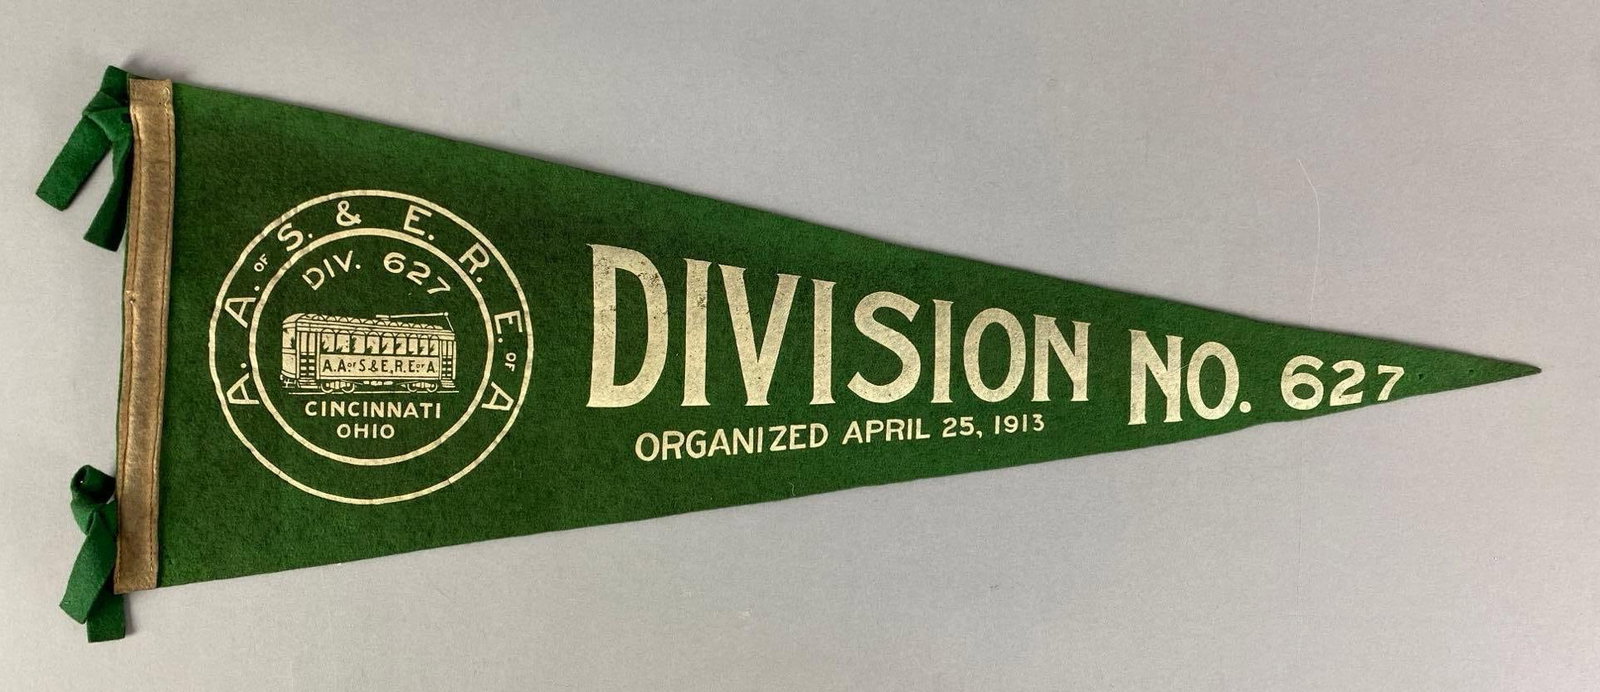 A. A. OF S. & E. R. E. OF A
DIV. 627
A.A OF S.& E.R.E OF A
CINCINNATI
OHIO
DIVISION NO. 627
ORGANIZED APRIL 25, 1913